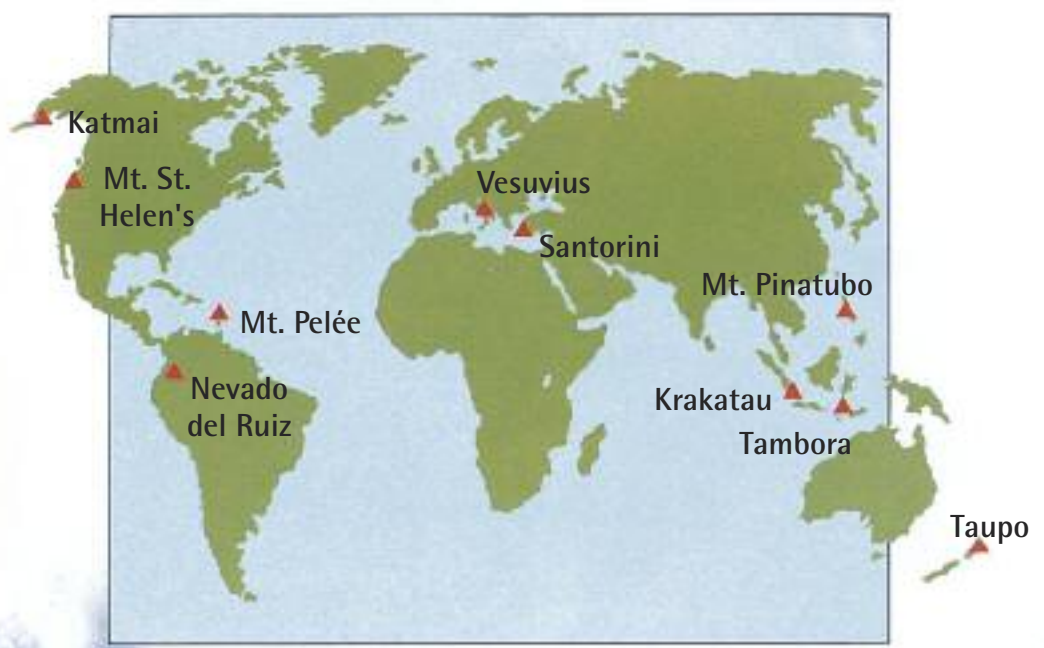 Katmai
Mt. St.
Helen's
Vesuvius
Santorini
Mt. Pinatubo
Mt. Pelée
Nevado
del Ruiz
Krakatau
Tambora
Taupo